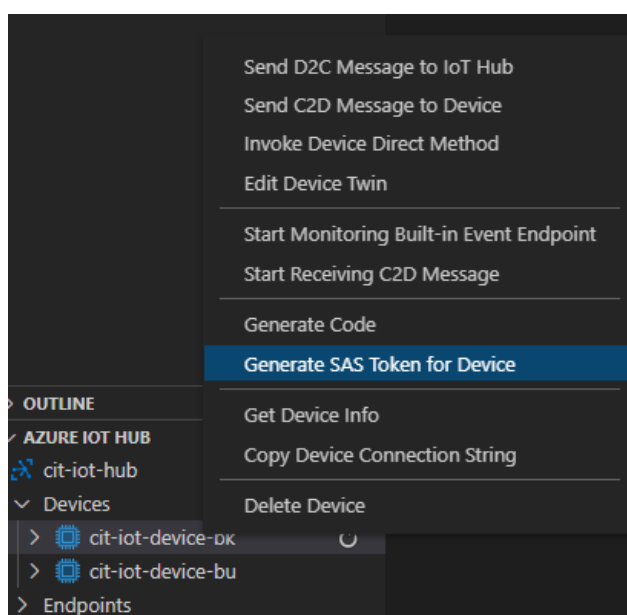 Send D2C Message to IoT Hub
Send C2D Message to Device
Invoke Device Direct Method
Edit Device Twin
Start Monitoring Built-in Event Endpoint
Start Receiving C2D Message
Generate Code
Generate SAS Token for Device
Get Device Info
Copy Device Connection String
Delete Device
OUTLINE
AZURE IOT HUB
cit-iot-hub
Devices
cit-iot-device-bk
cit-iot-device-bu
Endpoints